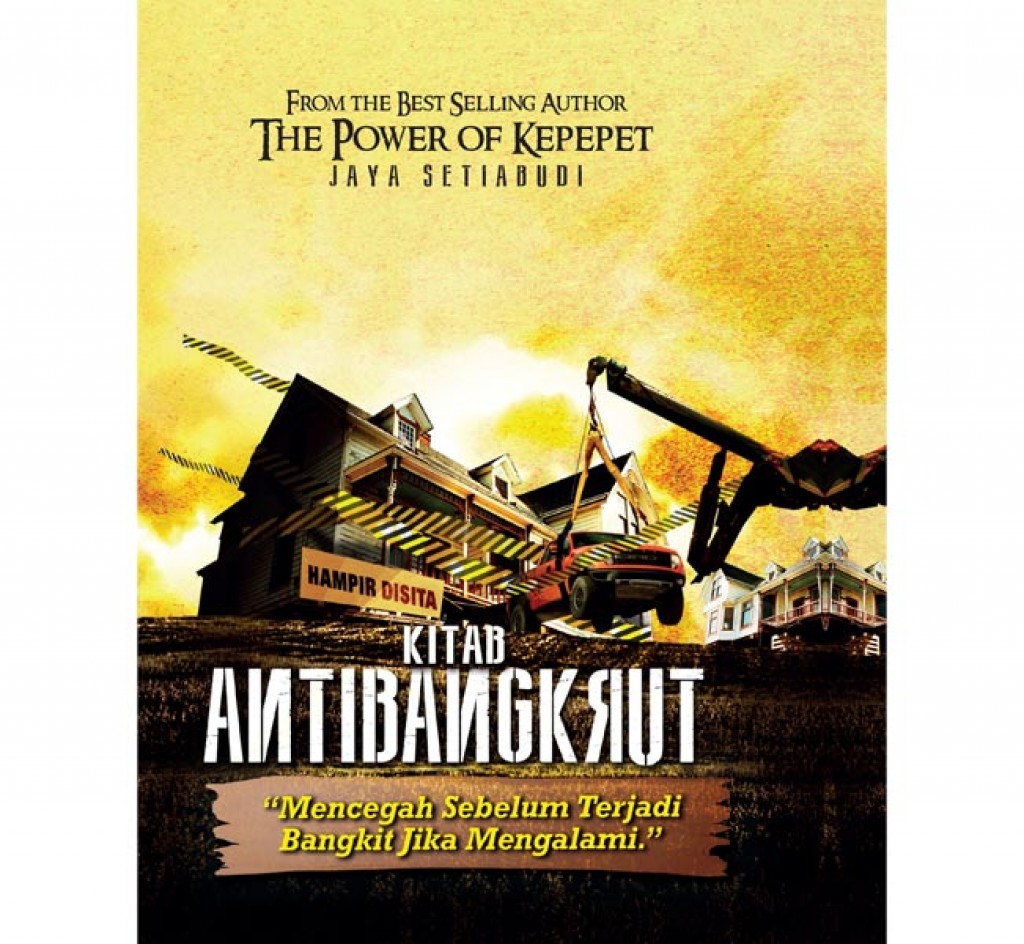 FROM THE BEST SELLING AUTHOR
THE POWER OF KEPEPET
JAYA SETIABUDI
HAMPIR DISITA
KITAB
ANTIBANGKRUT
“Mencegah Sebelum Terjadi
Bangkit Jika Mengalami.”